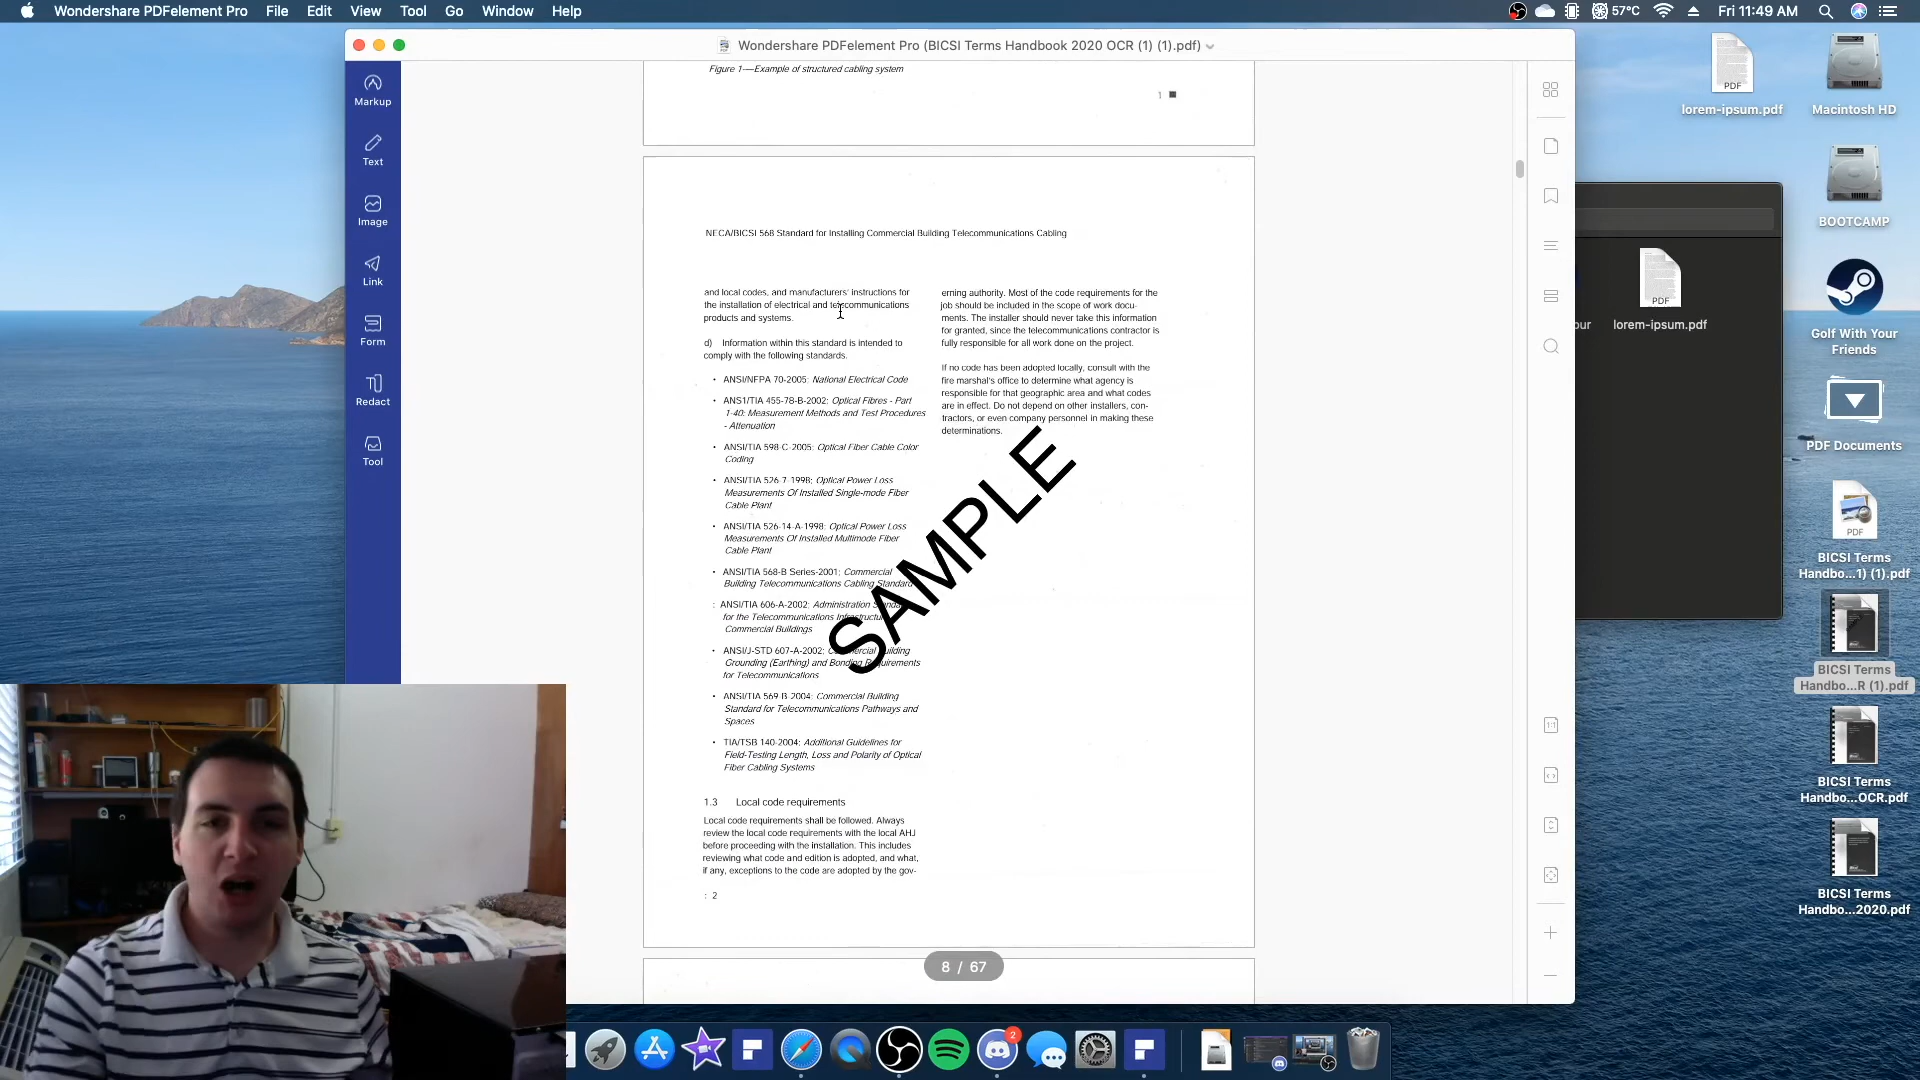 Wondershare PDFelement Pro File Edit View Tool Go Window Help
57°C Fri 11:49 AM
Wondershare PDFelement Pro (BICSI Terms Handbook 2020 OCR (1) (1).pdf)
Markup
Text
Image
Link
Form
Redact
Tool
Figure 1-—Example of structured cabling system
1
NECA/BICSI 568 Standard for Installing Commercial Building Telecommunications Cabling
and local codes, and manufacturers' instructions for
the installation of electrical and telecommunications
products and systems.
d) Information within this standard is intended to
comply with the following standards.
• ANSI/NFPA 70-2005: National Electrical Code
• ANS1/TIA 455-78-B-2002: Optical Fibres - Part
1-40: Measurement Methods and Test Procedures
- Attenuation
• ANSI/TIA 598-C-2005: Optical Fiber Cable Color
Coding
• ANSI/TIA 526-7-1998; Optical Power Loss
Measurements Of Installed Single-mode Fiber
Cable Plant
• ANSI/TIA 526-14-A-1998: Optical Power Loss
Measurements Of Installed Multimode Fiber
Cable Plant
• ANSI/TIA 568-B Series-2001; Commercial
Building Telecommunications Cabling Standard
: ANSI/TIA 606-A-2002: Administration
for the Telecommunications
Commercial Buildings
• ANSI/J-STD 607-A-2002: Building
Grounding (Earthing) and Bonding Requirements
for Telecommunications
• ANSI/TIA 569-B-2004: Commercial Building
Standard for Telecommunications Pathways and
Spaces
• TIA/TSB 140-2004; Additional Guidelines for
Field-Testing Length, Loss and Polarity of Optical
Fiber Cabling Systems
1.3 Local code requirements
Local code requirements shall be followed. Always
review the local code requirements with the local AHJ
before proceeding with the installation. This includes
reviewing what code and edition is adopted, and what,
if any, exceptions to the code are adopted by the gov-
: 2
erning authority. Most of the code requirements for the
job should be included in the scope of work docu-
ments. The installer should never take this information
for granted, since the telecommunications contractor is
fully responsible for all work done on the project.
If no code has been adopted locally, consult with the
fire marshal's office to determine what agency is
responsible for that geographic area and what codes
are in effect. Do not depend on other installers, con-
tractors, or even company personnel in making these
determinations.
SAMPLE
8 / 67
1:1
our
PDF
lorem-ipsum.pdf
PDF
lorem-ipsum.pdf
Macintosh HD
BOOTCAMP
Golf With Your
Friends
PDF Documents
PDF
BICSI Terms
Handbo...1) (1).pdf
BICSI Terms
Handbo...R (1).pdf
BICSI Terms
Handbo...OCR.pdf
BICSI Terms
Handbo...2020.pdf
2